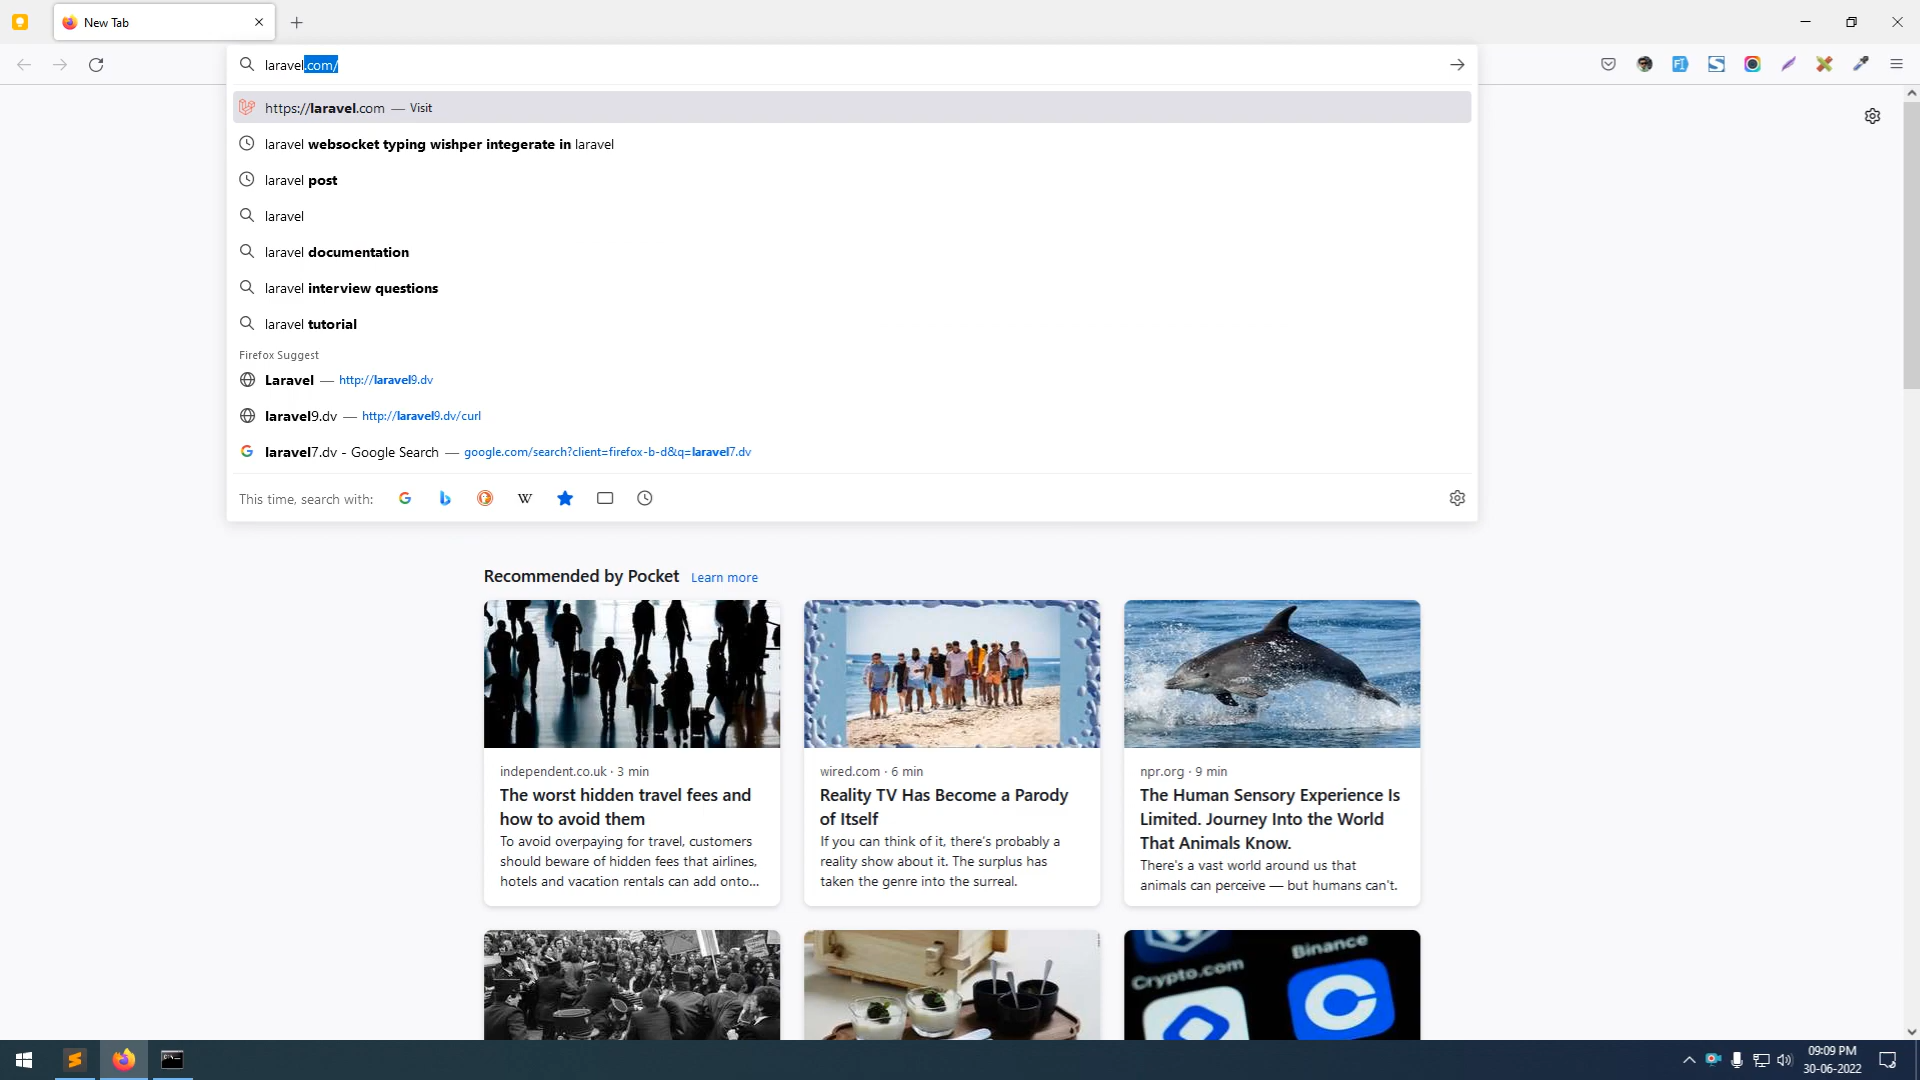 New Tab
laravel.com/
https://laravel.com — Visit
laravel websocket typing wishper integerate in laravel
laravel post
laravel
laravel documentation
laravel interview questions
laravel tutorial
Firefox Suggest
Laravel — http://laravel9.dv
laravel9.dv — http://laravel9.dv/curl
laravel7.dv - Google Search — google.com/search?client=firefox-b-d&q=laravel7.dv
This time, search with:
Recommended by Pocket Learn more
independent.co.uk · 3 min
The worst hidden travel fees and
how to avoid them
To avoid overpaying for travel, customers
should beware of hidden fees that airlines,
hotels and vacation rentals can add onto...
wired.com · 6 min
Reality TV Has Become a Parody
of Itself
If you can think of it, there's probably a
reality show about it. The surplus has
taken the genre into the surreal.
npr.org · 9 min
The Human Sensory Experience Is
Limited. Journey Into the World
That Animals Know.
There's a vast world around us that
animals can perceive — but humans can't.
Crypto.com
Binance
09:09 PM
30-06-2022